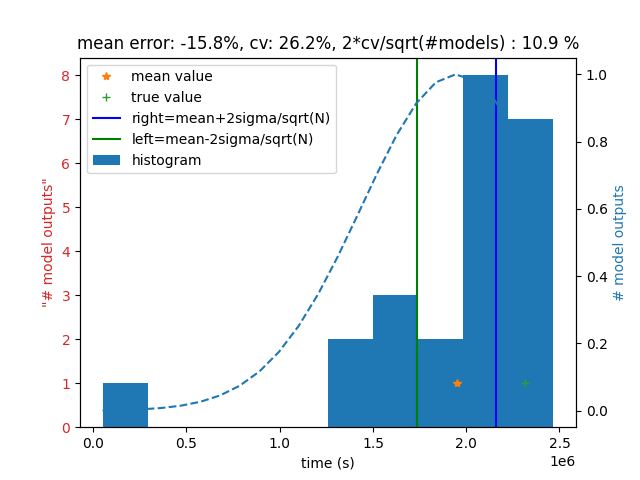 mean error: -15.8%, cv: 26.2%, 2*cv/sqrt(#models) : 10.9 %
mean value
true value
right=mean+2sigma/sqrt(N)
left=mean-2sigma/sqrt(N)
histogram
"# model outputs"
8
7
6
5
4
3
2
1
0
1.0
0.8
0.6
0.4
0.2
0.0
# model outputs
0.0 0.5 1.0 1.5 2.0 2.5
1e6
time (s)